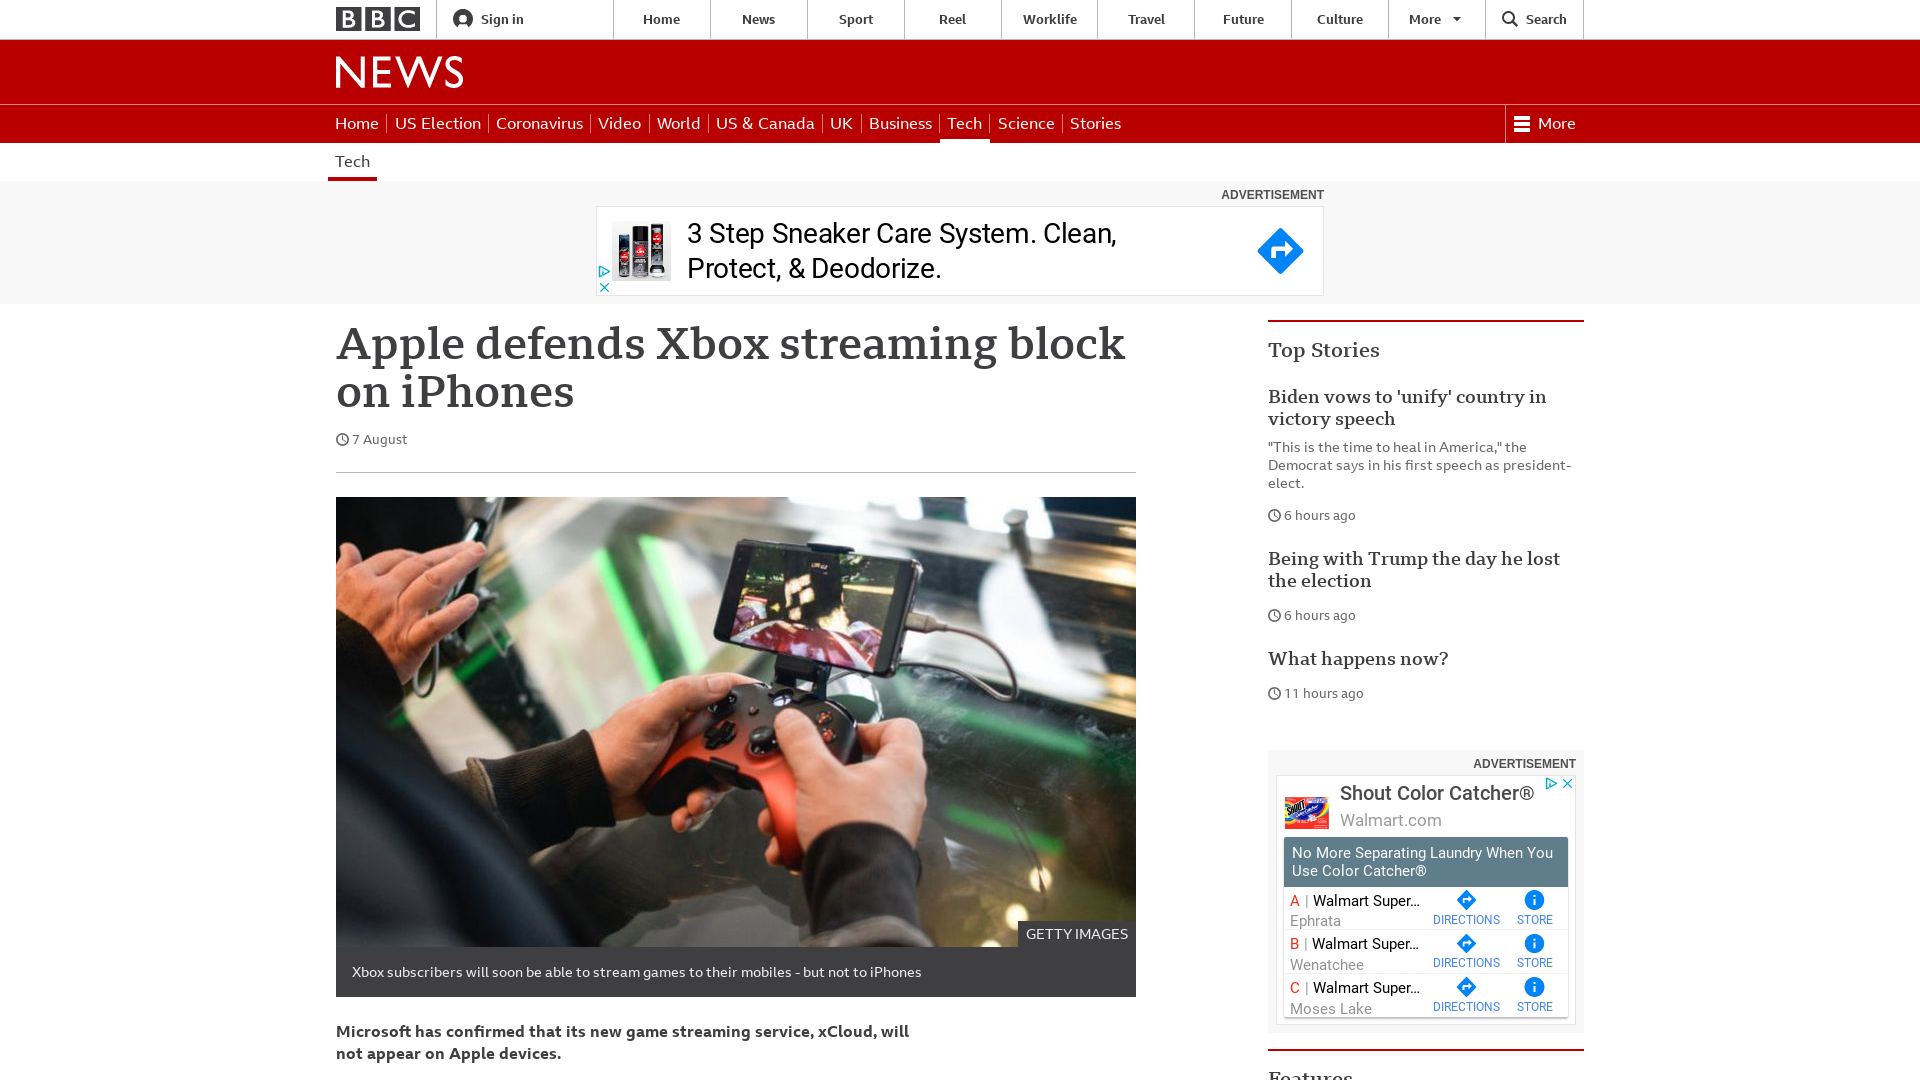 BBC
Sign in
Home
News
Sport
Reel
Worklife
Travel
Future
Culture
More
Search
NEWS
Home
US Election
Coronavirus
Video
World
US & Canada
UK
Business
Tech
Science
Stories
More
Tech
ADVERTISEMENT
3 Step Sneaker Care System. Clean,
Protect, & Deodorize.
Apple defends Xbox streaming block
on iPhones
7 August
GETTY IMAGES
Xbox subscribers will soon be able to stream games to their mobiles - but not to iPhones
Microsoft has confirmed that its new game streaming service, xCloud, will
not appear on Apple devices.
Top Stories
Biden vows to 'unify' country in
victory speech
"This is the time to heal in America," the
Democrat says in his first speech as president-
elect.
6 hours ago
Being with Trump the day he lost
the election
6 hours ago
What happens now?
11 hours ago
ADVERTISEMENT
SHOUT
Shout Color Catcher®
Walmart.com
No More Separating Laundry When You
Use Color Catcher®
A | Walmart Super...
Ephrata
DIRECTIONS
STORE
B | Walmart Super...
Wenatchee
DIRECTIONS
STORE
C | Walmart Super...
Moses Lake
DIRECTIONS
STORE
Features